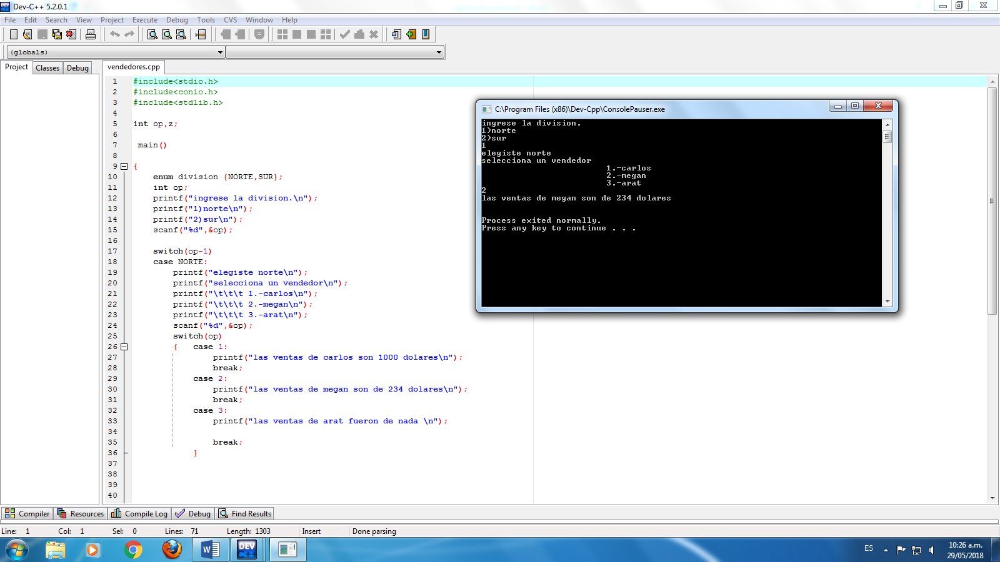 Dev-C++ 5.2.0.1
File Edit Search View Project Execute Debug Tools CVS Window Help
(globals)
Project Classes Debug
vendedores.cpp
1 #include<stdio.h>
2 #include<conio.h>
3 #include<stdlib.h>
4
5 int op,z;
6
7 main()
8
9 {
10 enum division {NORTE,SUR};
11 int op;
12 printf("ingrese la division.\n");
13 printf("1)norte\n");
14 printf("2)sur\n");
15 scanf("%d",&op);
16
17 switch(op-1)
18 case NORTE:
19 printf("elegiste norte\n");
20 printf("selecciona un vendedor\n");
21 printf("\t\t\t 1.-carlos\n");
22 printf("\t\t\t 2.-megan\n");
23 printf("\t\t\t 3.-arat\n");
24 scanf("%d",&op);
25 switch(op)
26 { case 1:
27 printf("las ventas de carlos son 1000 dolares\n");
28 break;
29 case 2:
30 printf("las ventas de megan son de 234 dolares\n");
31 break;
32 case 3:
33 printf("las ventas de arat fueron de nada \n");
34
35 break;
36 }
37
38
39
40
C:\Program Files (x86)\Dev-Cpp\ConsolePauser.exe
ingrese la division.
1)norte
2)sur
1
elegiste norte
selecciona un vendedor
1.-carlos
2.-megan
3.-arat
2
las ventas de megan son de 234 dolares
Process exited normally.
Press any key to continue . . .
Compiler Resources Compile Log Debug Find Results
Line: 1 Col: 1 Sel: 0 Lines: 71 Length: 1303 Insert Done parsing
W DEV C++
ES
10:26 a.m.
29/05/2018